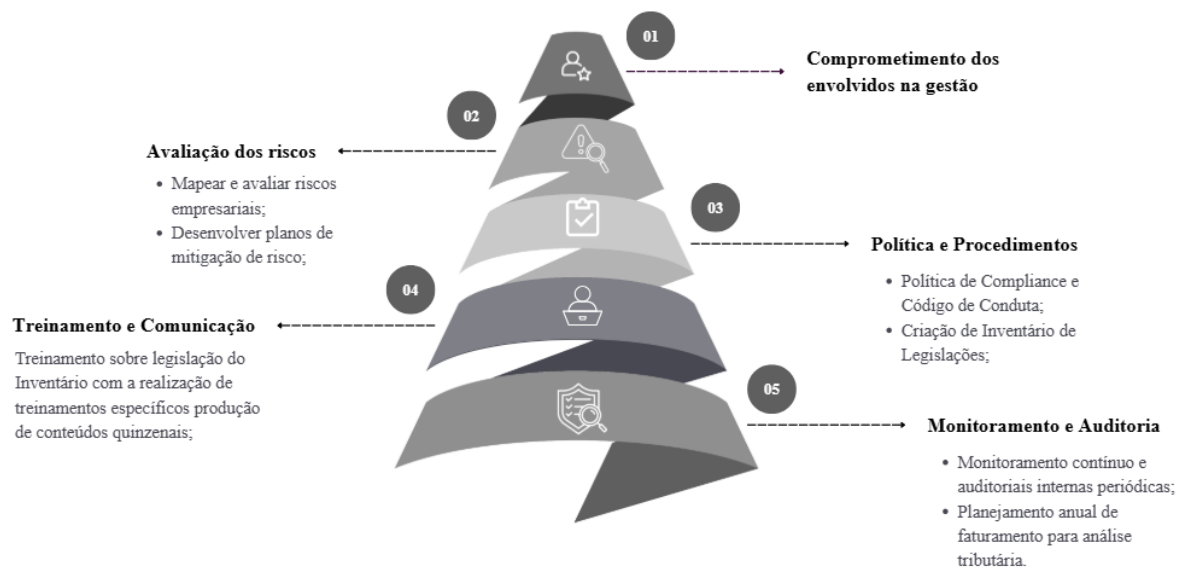 01
Comprometimento dos
envolvidos na gestão
02
Avaliação dos riscos
• Mapear e avaliar riscos
empresariais;
• Desenvolver planos de
mitigação de risco;
03
Política e Procedimentos
• Política de Compliance e
Código de Conduta;
• Criação de Inventário de
Legislações;
04
Treinamento e Comunicação
Treinamento sobre legislação do
Inventário com a realização de
treinamentos específicos produção
de conteúdos quinzenais;
05
Monitoramento e Auditoria
• Monitoramento contínuo e
auditoriais internas periódicas;
• Planejamento anual de
faturamento para análise
tributária.